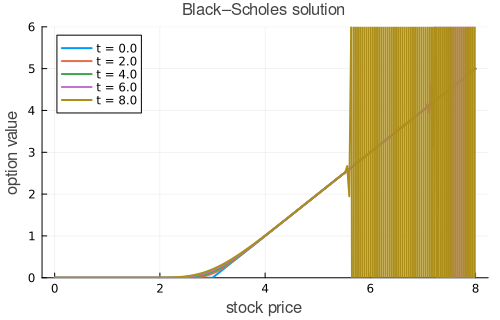 Black–Scholes solution
6
5
4
3
2
1
0
t = 0.0
t = 2.0
t = 4.0
t = 6.0
t = 8.0
option value
0
2
4
6
8
stock price